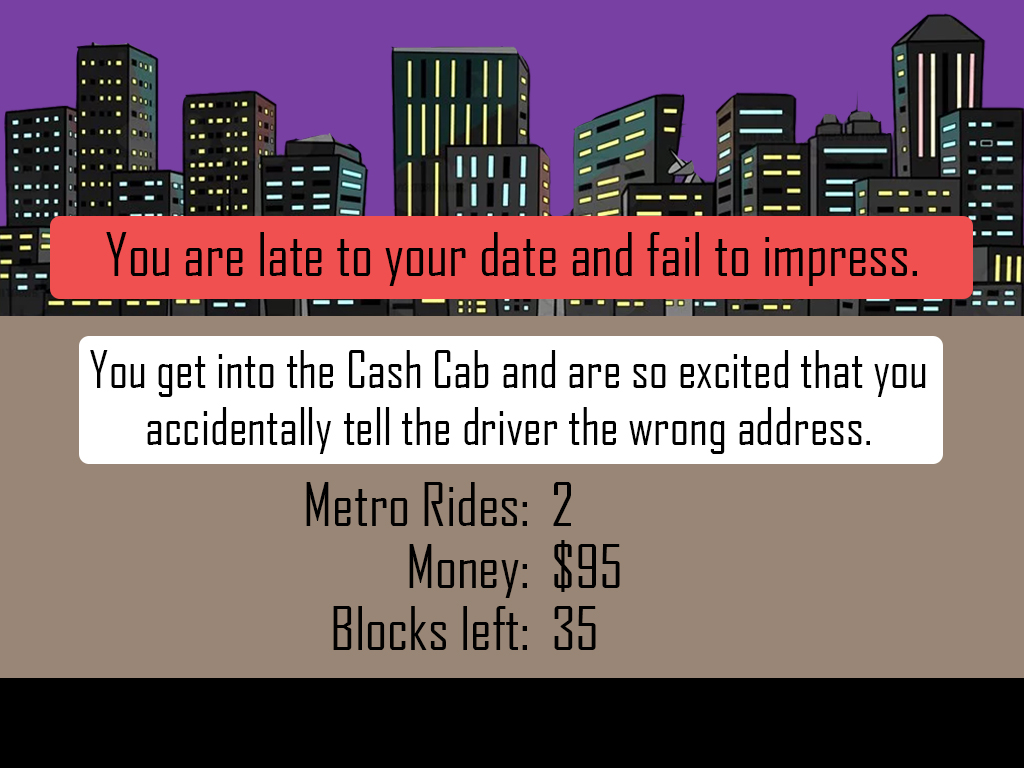 You are late to your date and fail to impress.
You get into the Cash Cab and are so excited that you
accidentally tell the driver the wrong address.
Metro Rides: 2
Money: $95
Blocks left: 35